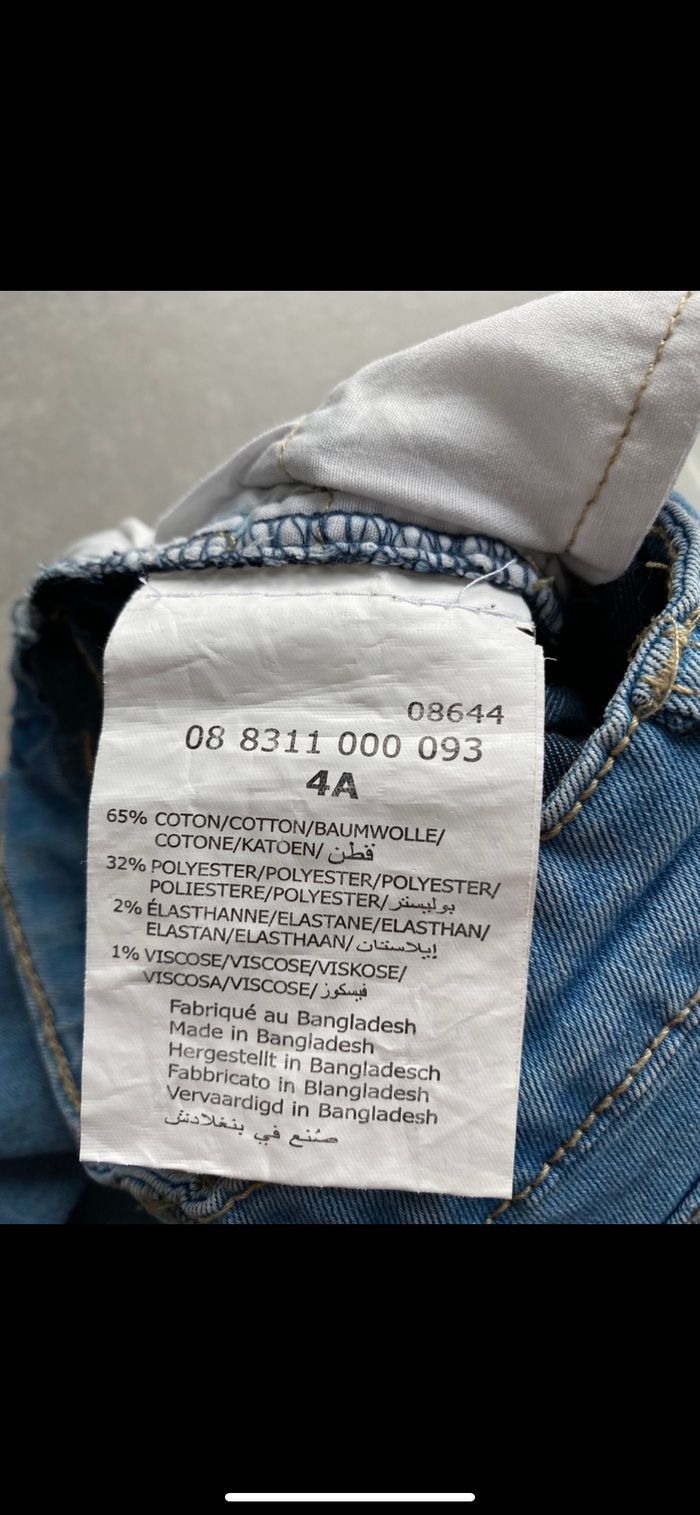 08644
08 8311 000 093
4A
65% COTON/COTTON/BAUMWOLLE/
COTONE/KATOEN/قطن
32% POLYESTER/POLYESTER/POLYESTER/
POLIESTERE/POLYESTER/بوليستر
2% ÉLASTHANNE/ELASTANE/ELASTHAN/
ELASTAN/ELASTHAAN/إيلاستان
1% VISCOSE/VISCOSE/VISKOSE/
VISCOSA/VISCOSE/فيسكوز
Fabriqué au Bangladesh
Made in Bangladesh
Hergestellt in Bangladesch
Fabbricato in Blangladesh
Vervaardigd in Bangladesh
صُنع في بنغلادش